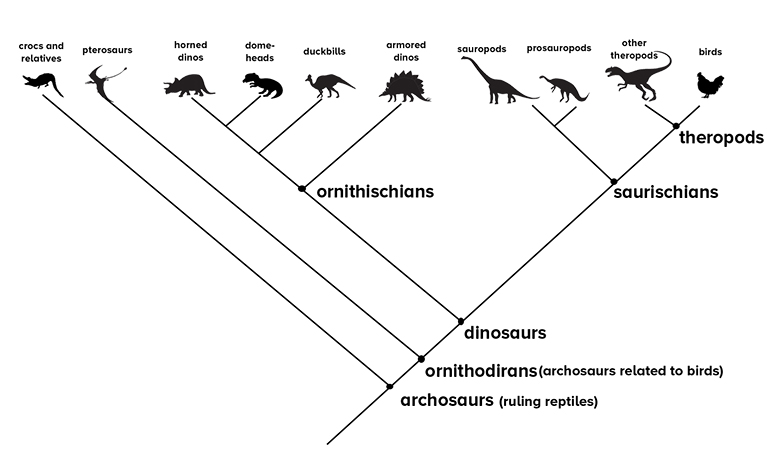 crocs and
relatives
pterosaurs
horned
dinos
dome-
heads
duckbills
armored
dinos
sauropods
prosauropods
other
theropods
birds
theropods
ornithischians
saurischians
dinosaurs
ornithodirans (archosaurs related to birds)
archosaurs (ruling reptiles)